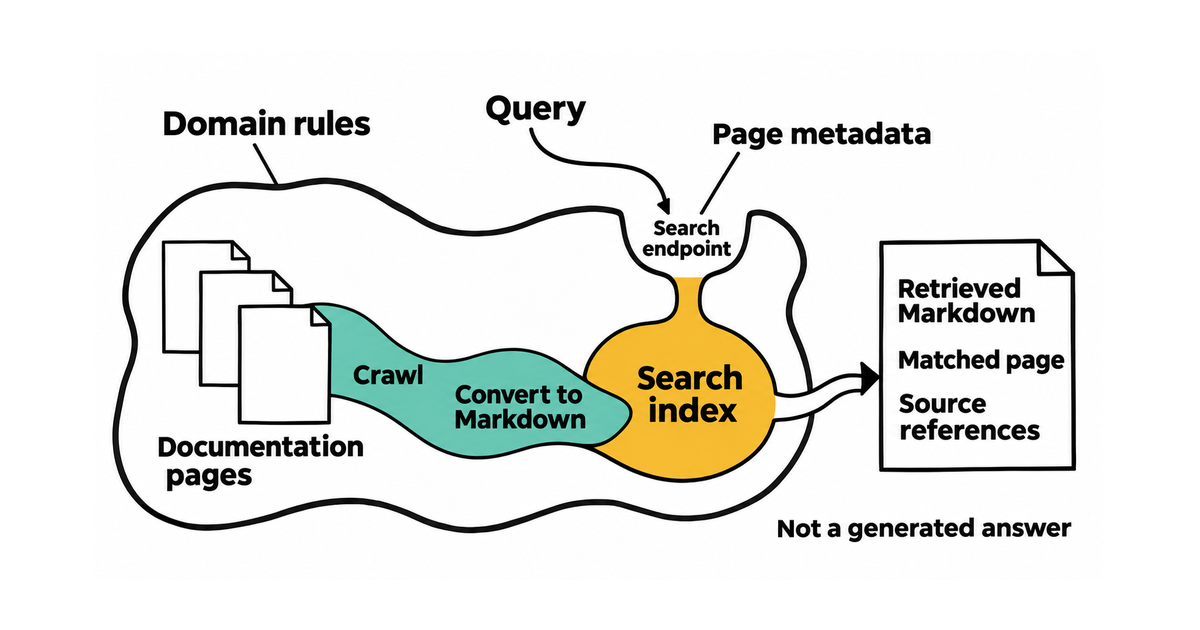 Domain rules
Query
Page metadata
Search
endpoint
Documentation
pages
Crawl
Convert to
Markdown
Search
index
Retrieved
Markdown
Matched page
Source
references
Not a generated answer